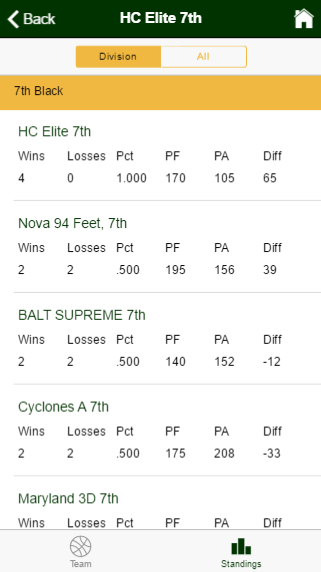 Back HC Elite 7th
Division All
7th Black
HC Elite 7th
Wins Losses Pct PF PA Diff
4 0 1.000 170 105 65
Nova 94 Feet, 7th
Wins Losses Pct PF PA Diff
2 2 .500 195 156 39
BALT SUPREME 7th
Wins Losses Pct PF PA Diff
2 2 .500 140 152 -12
Cyclones A 7th
Wins Losses Pct PF PA Diff
2 2 .500 175 208 -33
Maryland 3D 7th
Wins Losses Pct PF PA Diff
Team Standings